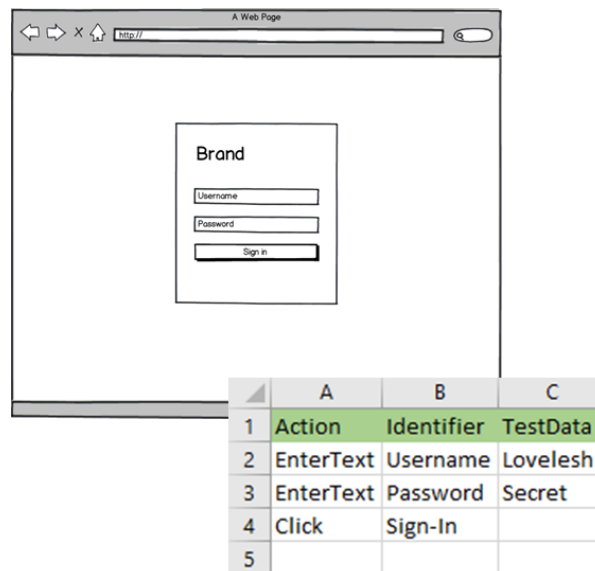 A Web Page
http://
Brand
Username
Password
Sign in
A B C
1 Action Identifier TestData
2 EnterText Username Lovelesh
3 EnterText Password Secret
4 Click Sign-In
5